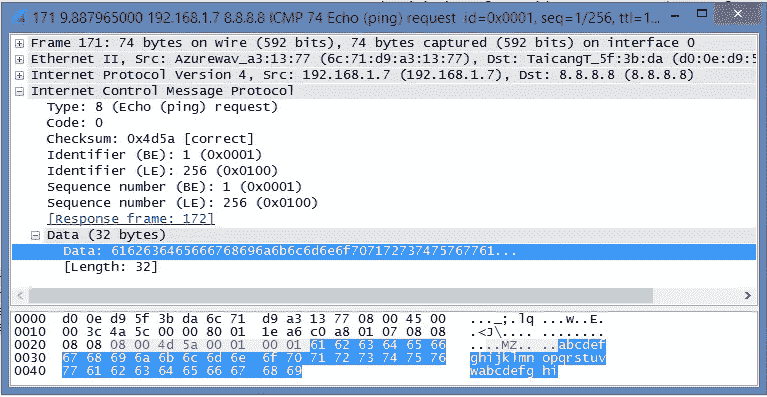 171 9.887965000 192.168.1.7 8.8.8.8 ICMP 74 Echo (ping) request id=0x0001, seq=1/256, ttl=1...
Frame 171: 74 bytes on wire (592 bits), 74 bytes captured (592 bits) on interface 0
Ethernet II, Src: Azurewav_a3:13:77 (6c:71:d9:a3:13:77), Dst: TaicangT_5f:3b:da (d0:0e:d9:5
Internet Protocol Version 4, Src: 192.168.1.7 (192.168.1.7), Dst: 8.8.8.8 (8.8.8.8)
Internet Control Message Protocol
Type: 8 (Echo (ping) request)
Code: 0
Checksum: 0x4d5a [correct]
Identifier (BE): 1 (0x0001)
Identifier (LE): 256 (0x0100)
Sequence number (BE): 1 (0x0001)
Sequence number (LE): 256 (0x0100)
[Response frame: 172]
Data (32 bytes)
Data: 6162636465666768696a6b6c6d6e6f707172737475767761...
[Length: 32]
0000 d0 0e d9 5f 3b da 6c 71 d9 a3 13 77 08 00 45 00 ..._;.lq ...w..E.
0010 00 3c 4a 5c 00 00 80 01 1e a6 c0 a8 01 07 08 08 .<J\.... ........
0020 08 08 08 00 4d 5a 00 01 00 01 61 62 63 64 65 66 ....MZ.. ..abcdef
0030 67 68 69 6a 6b 6c 6d 6e 6f 70 71 72 73 74 75 76 ghijklmn opqrstuv
0040 77 61 62 63 64 65 66 67 68 69 wabcdefg hi